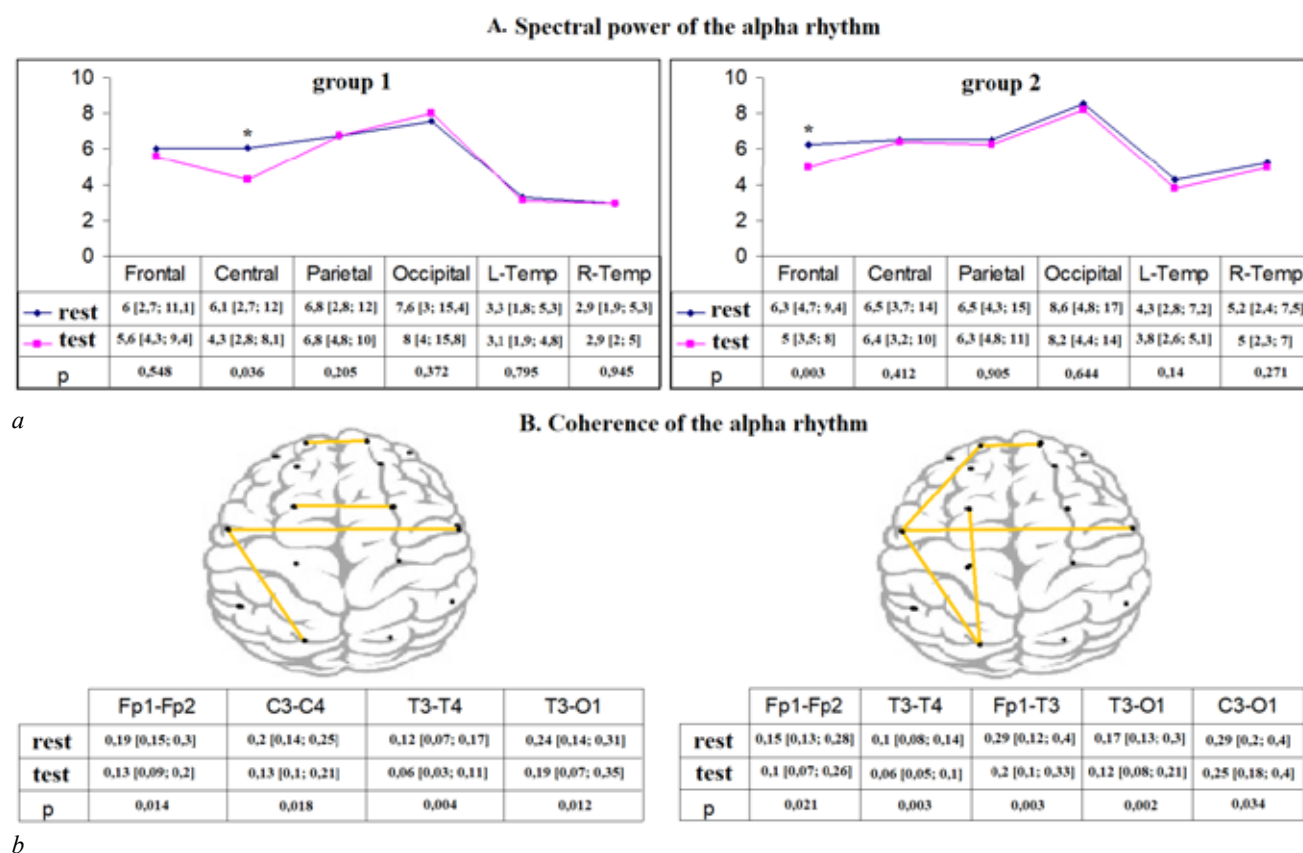 A. Spectral power of the alpha rhythm
group 1
10
8
6
4
2
0
*
Frontal Central Parietal Occipital L-Temp R-Temp
rest 6 [2,7; 11,1] 6,1 [2,7; 12] 6,8 [2,8; 12] 7,6 [3; 15,4] 3,3 [1,8; 5,3] 2,9 [1,9; 5,3]
test 5,6 [4,3; 9,4] 4,3 [2,8; 8,1] 6,8 [4,8; 10] 8 [4; 15,8] 3,1 [1,9; 4,8] 2,9 [2; 5]
p 0,548 0,036 0,205 0,372 0,795 0,945
group 2
10
8
6
4
2
0
*
Frontal Central Parietal Occipital L-Temp R-Temp
rest 6,3 [4,7; 9,4] 6,5 [3,7; 14] 6,5 [4,3; 15] 8,6 [4,8; 17] 4,3 [2,8; 7,2] 5,2 [2,4; 7,5]
test 5 [3,5; 8] 6,4 [3,2; 10] 6,3 [4,8; 11] 8,2 [4,4; 14] 3,8 [2,6; 5,1] 5 [2,3; 7]
p 0,003 0,412 0,905 0,644 0,14 0,271
a
B. Coherence of the alpha rhythm
Fp1-Fp2 C3-C4 T3-T4 T3-O1
rest 0,19 [0,15; 0,3] 0,2 [0,14; 0,25] 0,12 [0,07; 0,17] 0,24 [0,14; 0,31]
test 0,13 [0,09; 0,2] 0,13 [0,1; 0,21] 0,06 [0,03; 0,11] 0,19 [0,07; 0,35]
p 0,014 0,018 0,004 0,012
Fp1-Fp2 T3-T4 Fp1-T3 T3-O1 C3-O1
rest 0,15 [0,13; 0,28] 0,1 [0,08; 0,14] 0,29 [0,12; 0,4] 0,17 [0,13; 0,3] 0,29 [0,2; 0,4]
test 0,1 [0,07; 0,26] 0,06 [0,05; 0,1] 0,2 [0,1; 0,33] 0,12 [0,08; 0,21] 0,25 [0,18; 0,4]
p 0,021 0,003 0,003 0,002 0,034
b